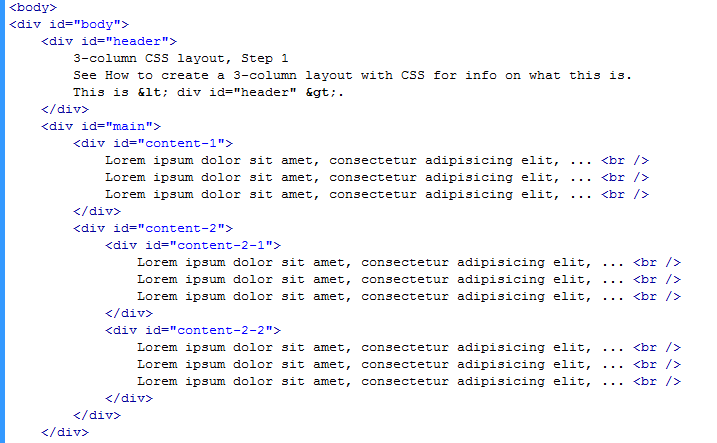 <body>
<div id="body">
<div id="header">
3-column CSS layout, Step 1
See How to create a 3-column layout with CSS for info on what this is.
This is &lt; div id="header" &gt;.
</div>
<div id="main">
<div id="content-1">
Lorem ipsum dolor sit amet, consectetur adipisicing elit, ... <br />
Lorem ipsum dolor sit amet, consectetur adipisicing elit, ... <br />
Lorem ipsum dolor sit amet, consectetur adipisicing elit, ... <br />
</div>
<div id="content-2">
<div id="content-2-1">
Lorem ipsum dolor sit amet, consectetur adipisicing elit, ... <br />
Lorem ipsum dolor sit amet, consectetur adipisicing elit, ... <br />
Lorem ipsum dolor sit amet, consectetur adipisicing elit, ... <br />
</div>
<div id="content-2-2">
Lorem ipsum dolor sit amet, consectetur adipisicing elit, ... <br />
Lorem ipsum dolor sit amet, consectetur adipisicing elit, ... <br />
Lorem ipsum dolor sit amet, consectetur adipisicing elit, ... <br />
</div>
</div>
</div>